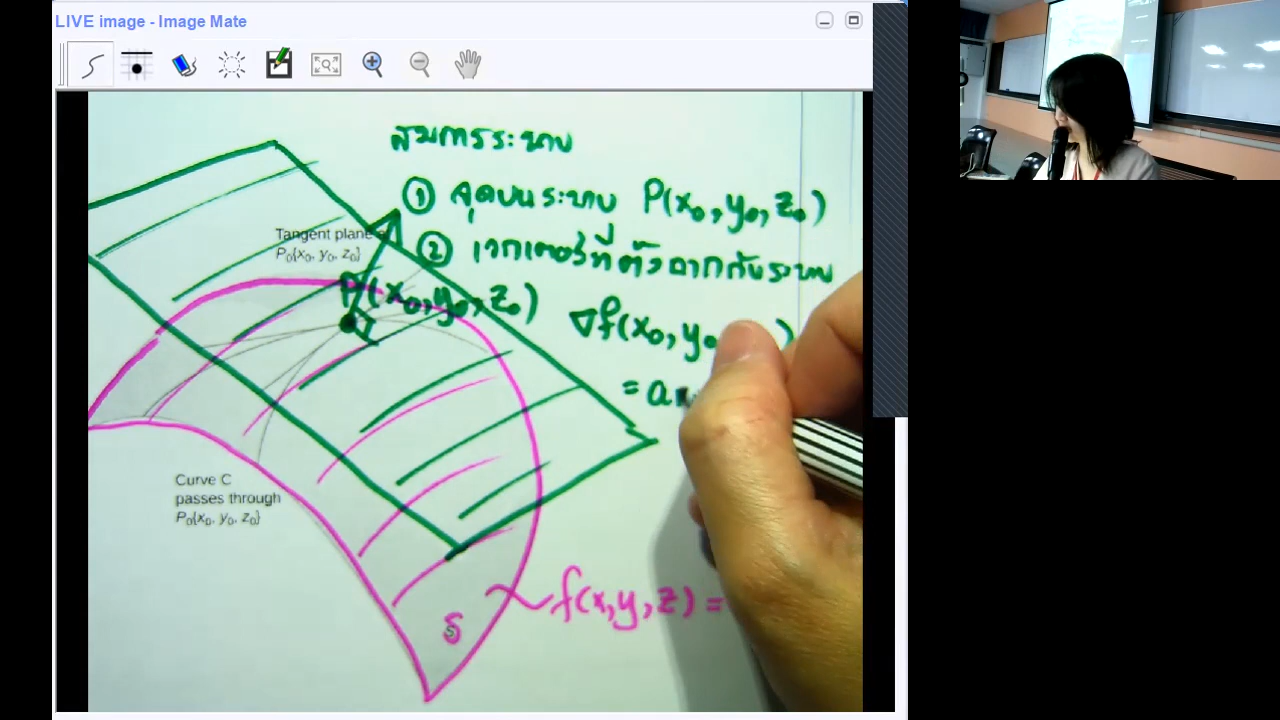 LIVE image - Image Mate
สมการระนาบ
① จุดบนระนาบ P(x₀, y₀, z₀)
Tangent plane
P₀(x₀, y₀, z₀)
② เวกเตอร์ที่ตั้งฉากกับระนาบ
P(x₀, y₀, z₀)
∇f(x₀, y₀ )
= a
Curve C
passes through
P₀(x₀, y₀, z₀)
f(x, y, z) =
S